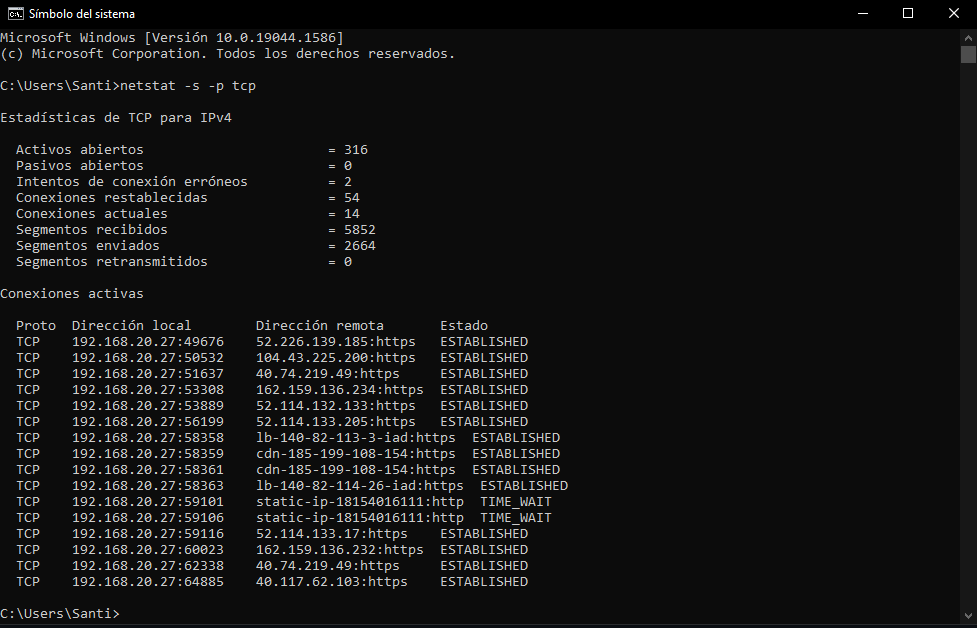 Símbolo del sistema
Microsoft Windows [Versión 10.0.19044.1586]
(c) Microsoft Corporation. Todos los derechos reservados.
C:\Users\Santi>netstat -s -p tcp
Estadísticas de TCP para IPv4
Activos abiertos = 316
Pasivos abiertos = 0
Intentos de conexión erróneos = 2
Conexiones restablecidas = 54
Conexiones actuales = 14
Segmentos recibidos = 5852
Segmentos enviados = 2664
Segmentos retransmitidos = 0
Conexiones activas
Proto Dirección local Dirección remota Estado
TCP 192.168.20.27:49676 52.226.139.185:https ESTABLISHED
TCP 192.168.20.27:50532 104.43.225.200:https ESTABLISHED
TCP 192.168.20.27:51637 40.74.219.49:https ESTABLISHED
TCP 192.168.20.27:53308 162.159.136.234:https ESTABLISHED
TCP 192.168.20.27:53889 52.114.132.133:https ESTABLISHED
TCP 192.168.20.27:56199 52.114.133.205:https ESTABLISHED
TCP 192.168.20.27:58358 lb-140-82-113-3-iad:https ESTABLISHED
TCP 192.168.20.27:58359 cdn-185-199-108-154:https ESTABLISHED
TCP 192.168.20.27:58361 cdn-185-199-108-154:https ESTABLISHED
TCP 192.168.20.27:58363 lb-140-82-114-26-iad:https ESTABLISHED
TCP 192.168.20.27:59101 static-ip-18154016111:http TIME_WAIT
TCP 192.168.20.27:59106 static-ip-18154016111:http TIME_WAIT
TCP 192.168.20.27:59116 52.114.133.17:https ESTABLISHED
TCP 192.168.20.27:60023 162.159.136.232:https ESTABLISHED
TCP 192.168.20.27:62338 40.74.219.49:https ESTABLISHED
TCP 192.168.20.27:64885 40.117.62.103:https ESTABLISHED
C:\Users\Santi>